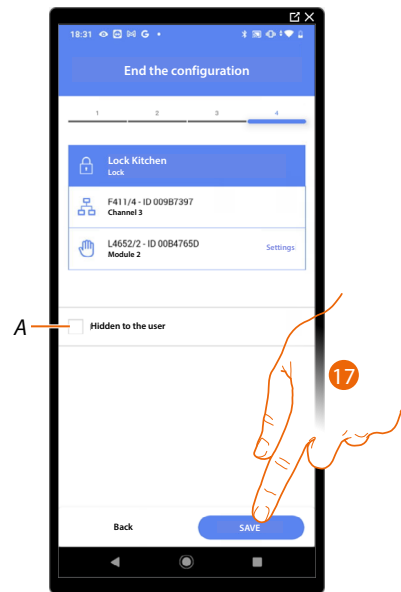 18:31 G
End the configuration
1 2 3 4
Lock Kitchen
Lock
F411/4 - ID 009B7397
Channel 3
L4652/2 - ID 00B4765D
Module 2
Settings
A
Hidden to the user
17
Back
SAVE